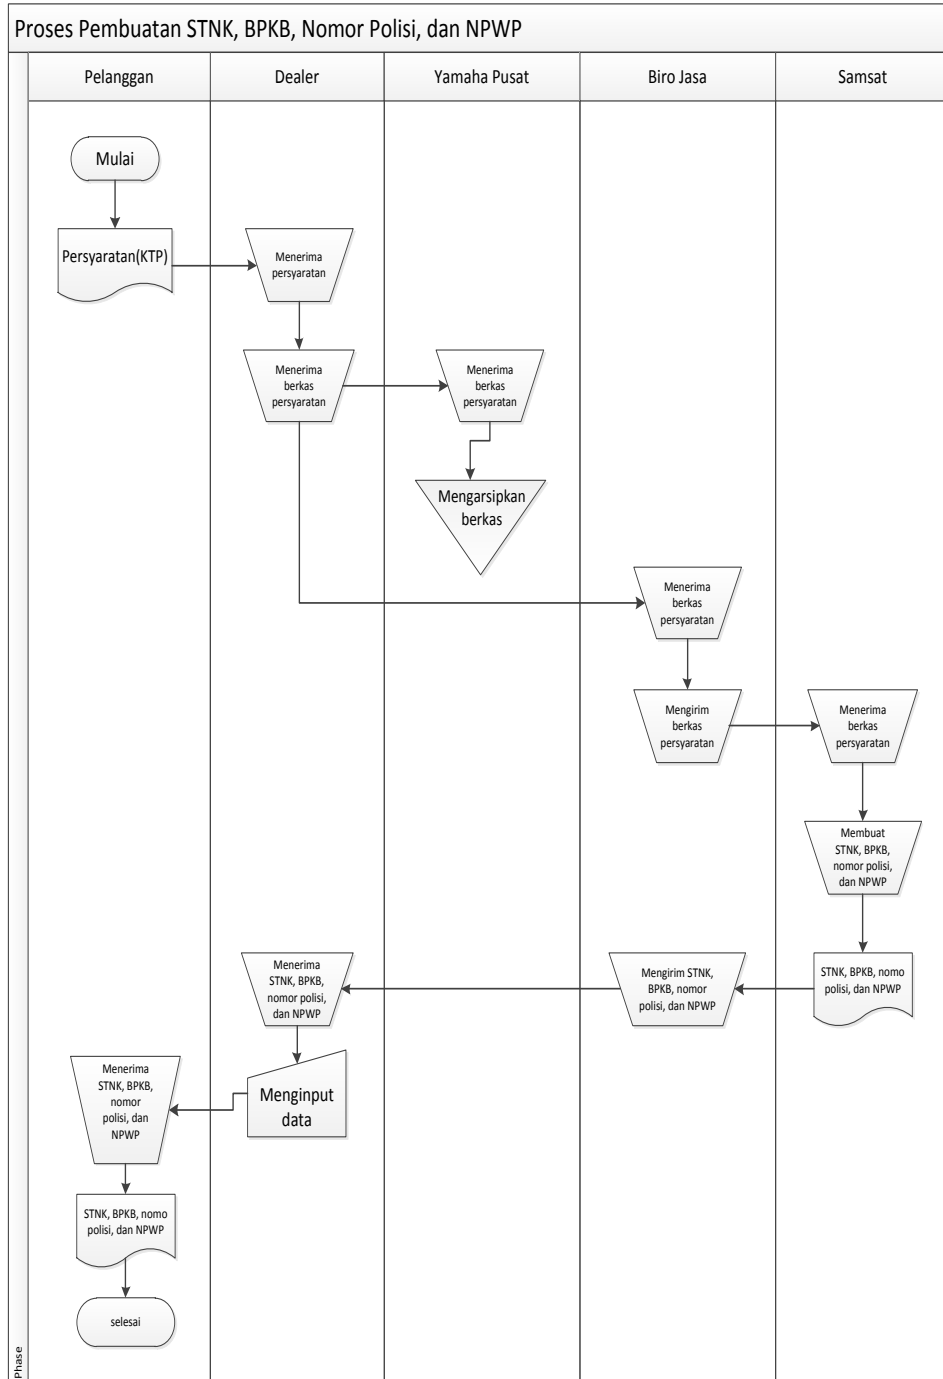 Proses Pembuatan STNK, BPKB, Nomor Polisi, dan NPWP
Pelanggan
Dealer
Yamaha Pusat
Biro Jasa
Samsat
Mulai
Persyaratan(KTP)
Menerima
persyaratan
Menerima
berkas
persyaratan
Menerima
berkas
persyaratan
Mengarsipkan
berkas
Menerima
berkas
persyaratan
Mengirim
berkas
persyaratan
Menerima
berkas
persyaratan
Membuat
STNK, BPKB,
nomor polisi,
dan NPWP
STNK, BPKB, nomo
polisi, dan NPWP
Mengirim STNK,
BPKB, nomor
polisi, dan NPWP
Menerima
STNK, BPKB,
nomor polisi,
dan NPWP
Menginput
data
Menerima
STNK, BPKB,
nomor
polisi, dan
NPWP
STNK, BPKB, nomo
polisi, dan NPWP
selesai
Phase